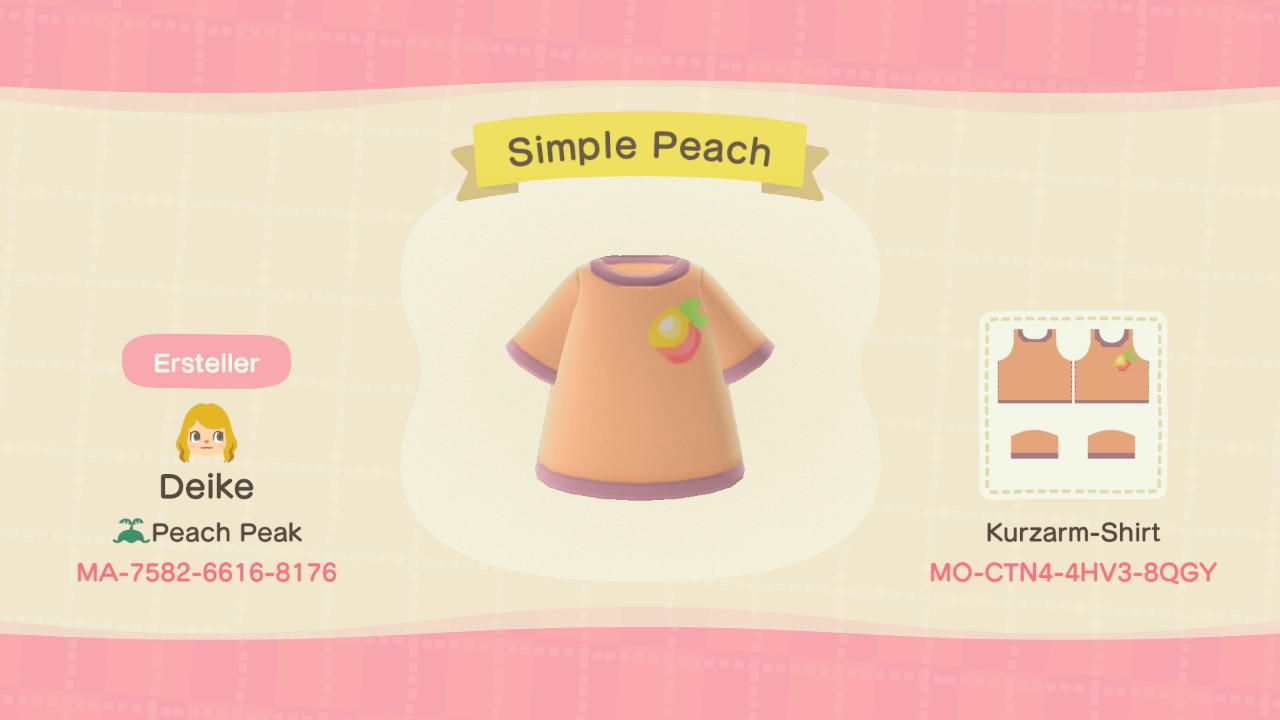 Simple Peach
Ersteller
Deike
Peach Peak
MA-7582-6616-8176
Kurzarm-Shirt
MO-CTN4-4HV3-8QGY